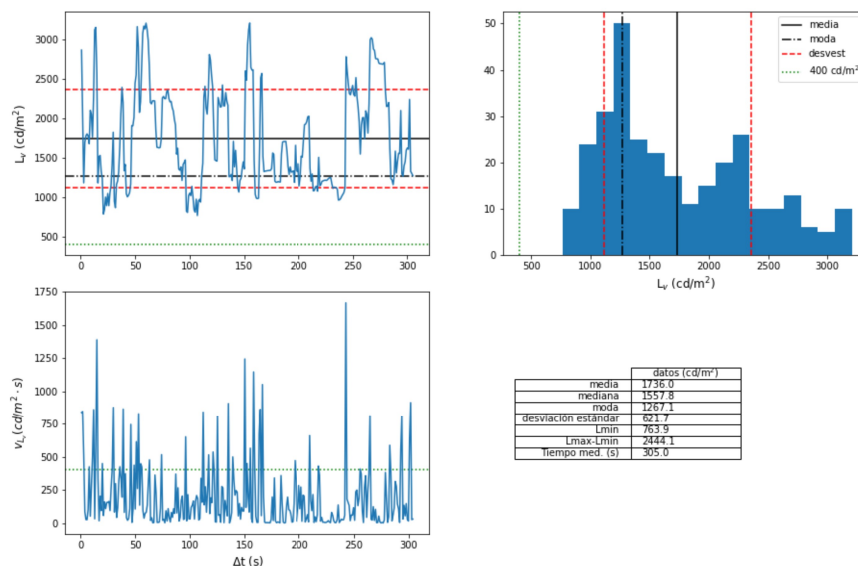 3000
2500
2000
1500
1000
500
L_v (cd/m²)
0 50 100 150 200 250 300
50
40
30
20
10
0
media
moda
desvest
400 cd/m²
500 1000 1500 2000 2500 3000
L_v (cd/m²)
1750
1500
1250
1000
750
500
250
0
v_{L_v}(cd/m² · s)
0 50 100 150 200 250 300
Δt (s)
datos (cd/m²)
media 1736.0
mediana 1557.8
moda 1267.1
desviación estándar 621.7
Lmin 763.9
Lmax-Lmin 2444.1
Tiempo med. (s) 305.0